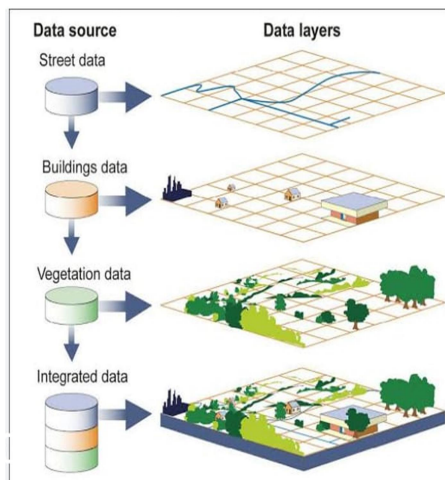 Data source
Data layers
Street data
Buildings data
Vegetation data
Integrated data